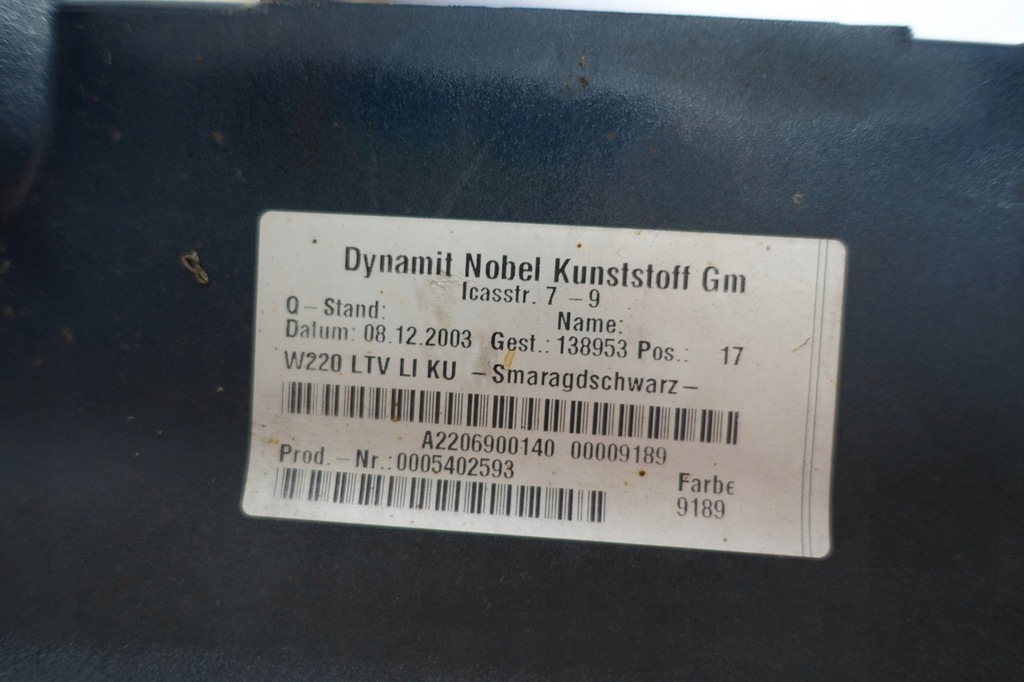 Dynamit Nobel Kunststoff Gm
Icasstr. 7 - 9
Q - Stand: Name:
Datum: 08.12.2003 Gest.: 138953 Pos.: 17
W220 LTV LI KU - Smaragdschwarz -
A2206900140 00009189
Prod. - Nr.: 0005402593 Farbe
9189